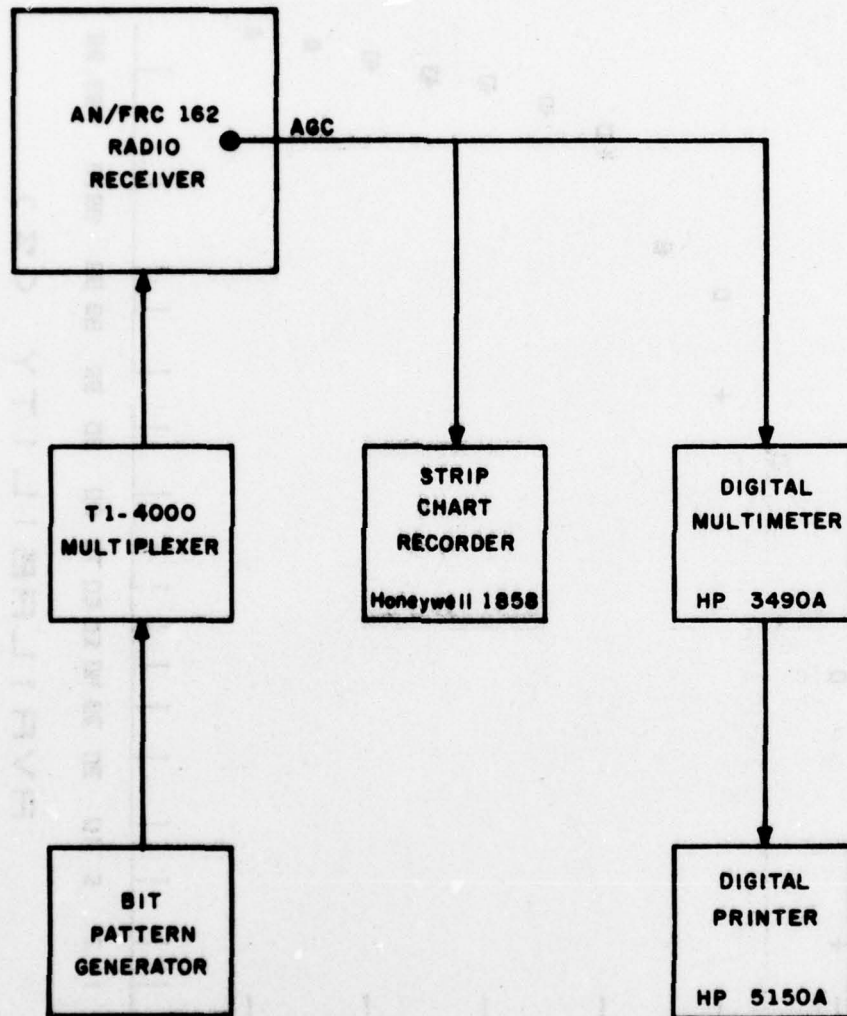 AN/FRC 162
RADIO
RECEIVER
AGC
T1-4000
MULTIPLEXER
STRIP
CHART
RECORDER
Honeywell 1858
DIGITAL
MULTIMETER
HP 3490A
BIT
PATTERN
GENERATOR
DIGITAL
PRINTER
HP 5150A